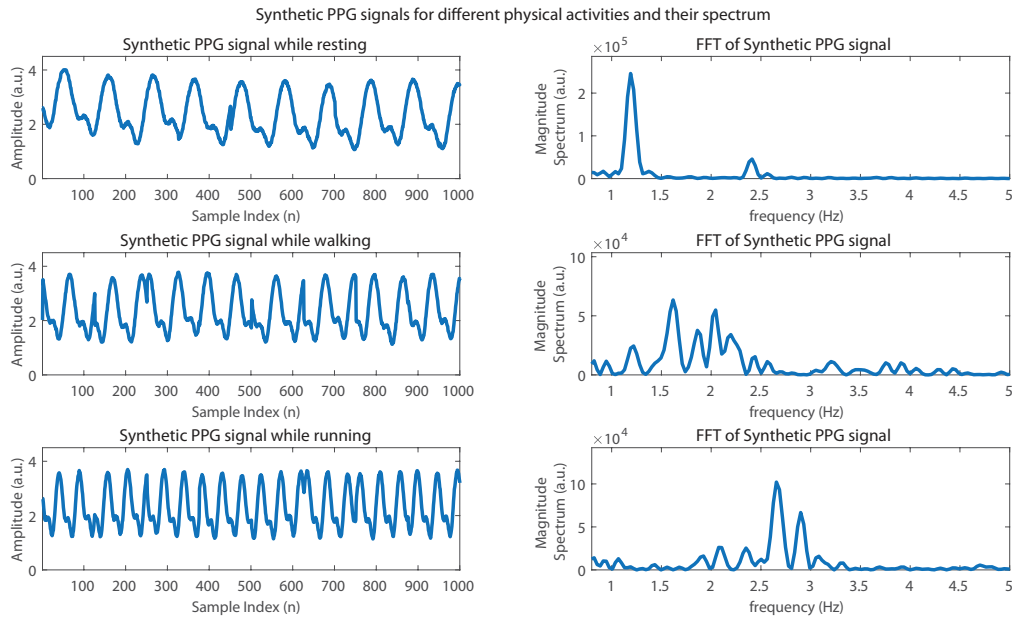 Synthetic PPG signals for different physical activities and their spectrum
Synthetic PPG signal while resting
Amplitude (a.u.)
4
2
0
100 200 300 400 500 600 700 800 900 1000
Sample Index (n)
FFT of Synthetic PPG signal
×10⁵
Magnitude
Spectrum (a.u.)
2
1
0
1 1.5 2 2.5 3 3.5 4 4.5 5
frequency (Hz)
Synthetic PPG signal while walking
Amplitude (a.u.)
4
2
0
100 200 300 400 500 600 700 800 900 1000
Sample Index (n)
FFT of Synthetic PPG signal
×10⁴
Magnitude
Spectrum (a.u.)
10
5
0
1 1.5 2 2.5 3 3.5 4 4.5 5
frequency (Hz)
Synthetic PPG signal while running
Amplitude (a.u.)
4
2
0
100 200 300 400 500 600 700 800 900 1000
Sample Index (n)
FFT of Synthetic PPG signal
×10⁴
Magnitude
Spectrum (a.u.)
10
5
0
1 1.5 2 2.5 3 3.5 4 4.5 5
frequency (Hz)